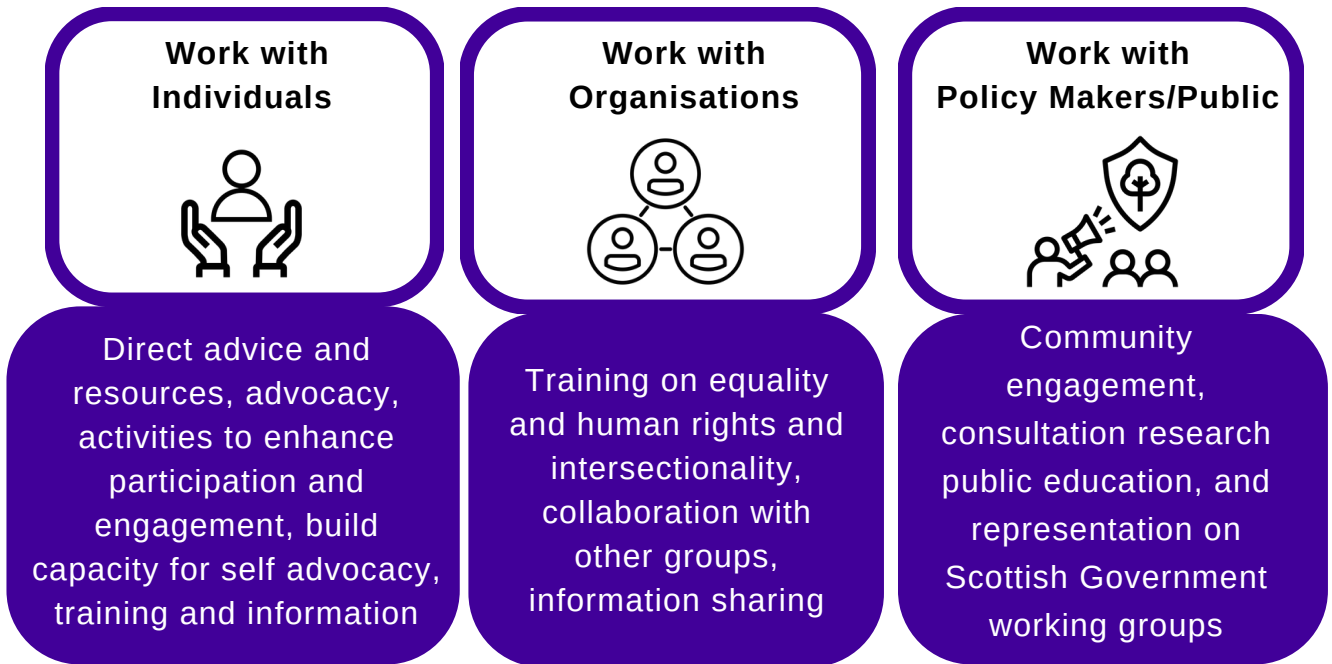 Work with
Individuals
Direct advice and
resources, advocacy,
activities to enhance
participation and
engagement, build
capacity for self advocacy,
training and information
Work with
Organisations
Training on equality
and human rights and
intersectionality,
collaboration with
other groups,
information sharing
Work with
Policy Makers/Public
Community
engagement,
consultation research
public education, and
representation on
Scottish Government
working groups